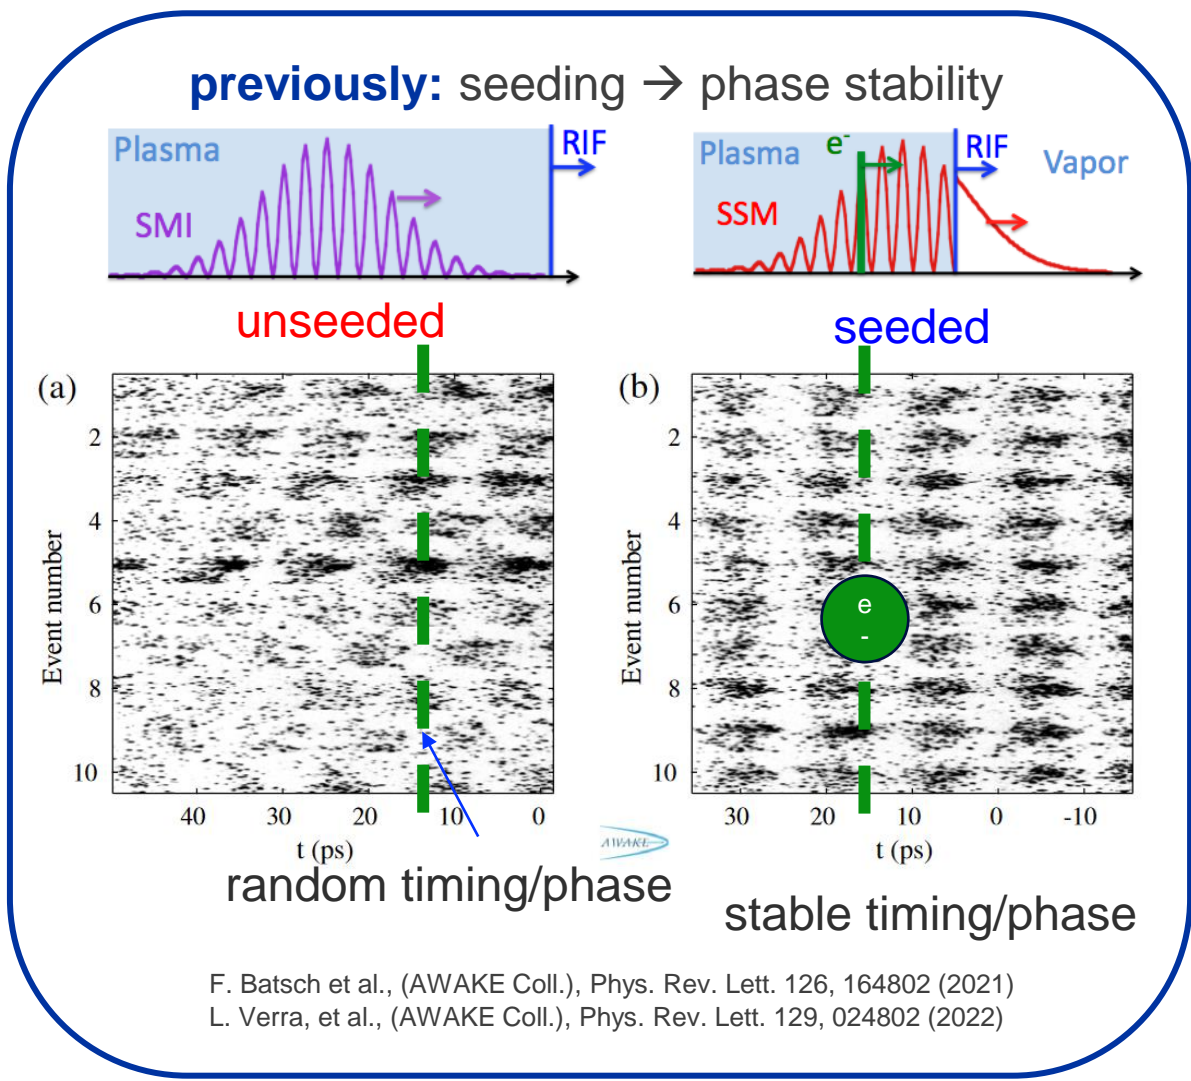 previously: seeding → phase stability
Plasma
RIF
SMI
Plasma
e-
RIF
Vapor
SSM
unseeded
seeded
(a)
2
4
6
8
10
Event number
40
30
20
10
0
t (ps)
(b)
2
4
6
8
10
Event number
e
-
30
20
10
0
-10
t (ps)
AWAKE
random timing/phase
stable timing/phase
F. Batsch et al., (AWAKE Coll.), Phys. Rev. Lett. 126, 164802 (2021)
L. Verra, et al., (AWAKE Coll.), Phys. Rev. Lett. 129, 024802 (2022)